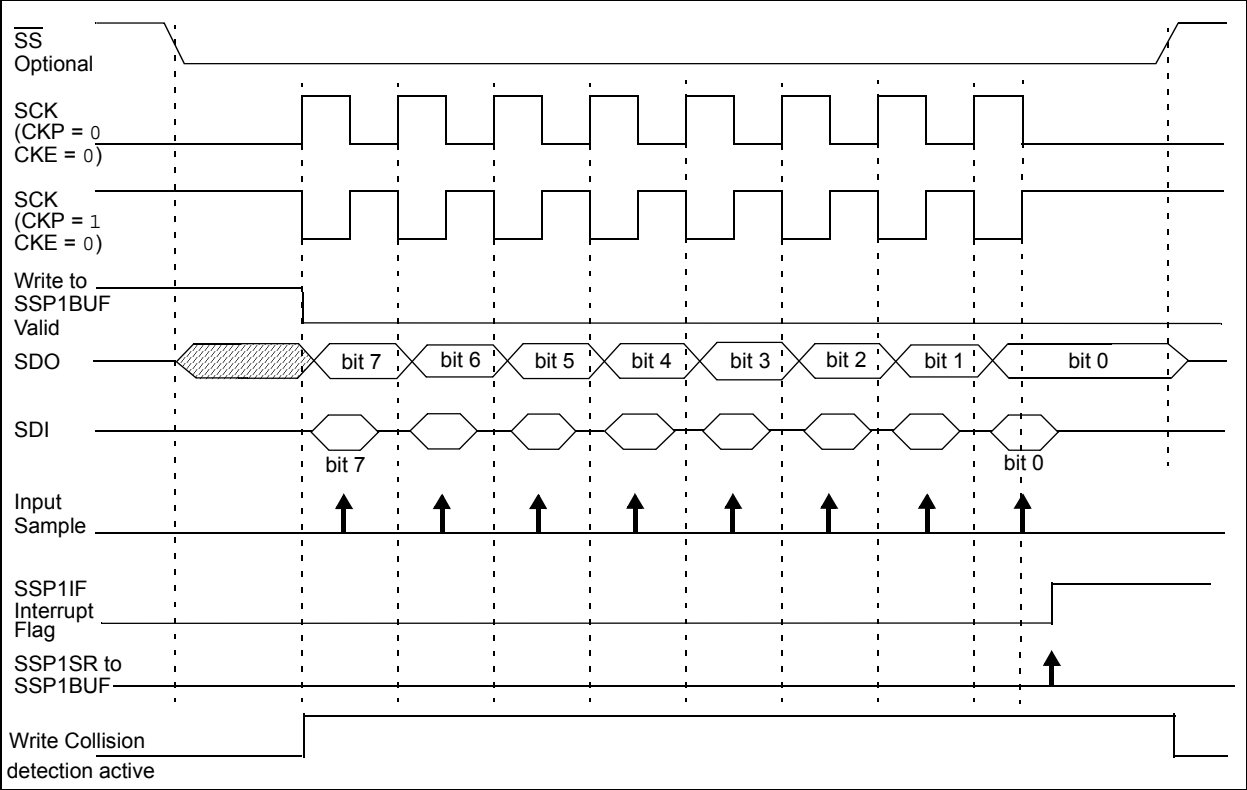 SS
Optional
SCK
(CKP = 0
CKE = 0)
SCK
(CKP = 1
CKE = 0)
Write to
SSP1BUF
Valid
SDO
bit 7
bit 6
bit 5
bit 4
bit 3
bit 2
bit 1
bit 0
SDI
bit 7
bit 0
Input
Sample
SSP1IF
Interrupt
Flag
SSP1SR to
SSP1BUF
Write Collision
detection active